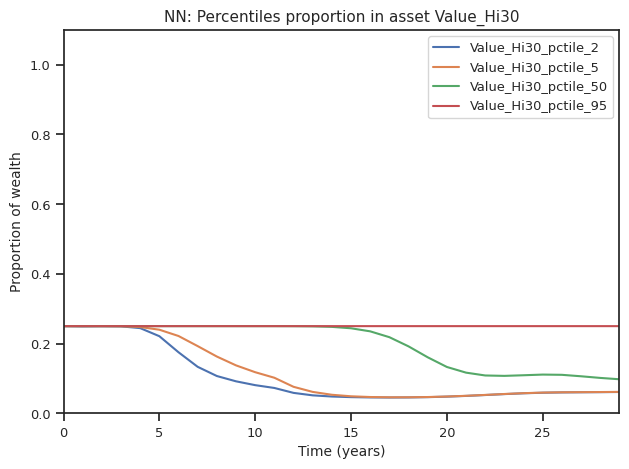 NN: Percentiles proportion in asset Value_Hi30
Value_Hi30_pctile_2
Value_Hi30_pctile_5
Value_Hi30_pctile_50
Value_Hi30_pctile_95
Proportion of wealth
1.0
0.8
0.6
0.4
0.2
0.0
0 5 10 15 20 25
Time (years)